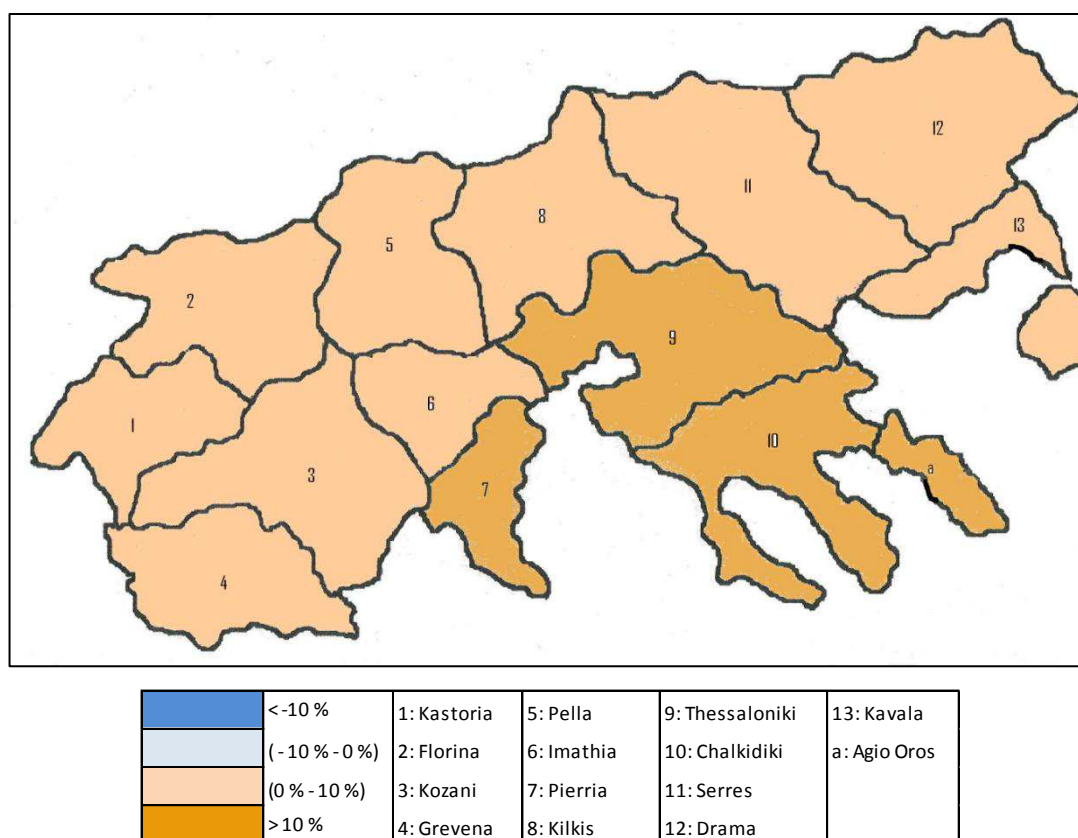 12
11
13
8
5
2
9
6
1
10
3
a
7
4
< -10 % 1: Kastoria 5: Pella 9: Thessaloniki 13: Kavala
( - 10 % - 0 %) 2: Florina 6: Imathia 10: Chalkidiki a: Agio Oros
(0 % - 10 %) 3: Kozani 7: Pierria 11: Serres
> 10 % 4: Grevena 8: Kilkis 12: Drama